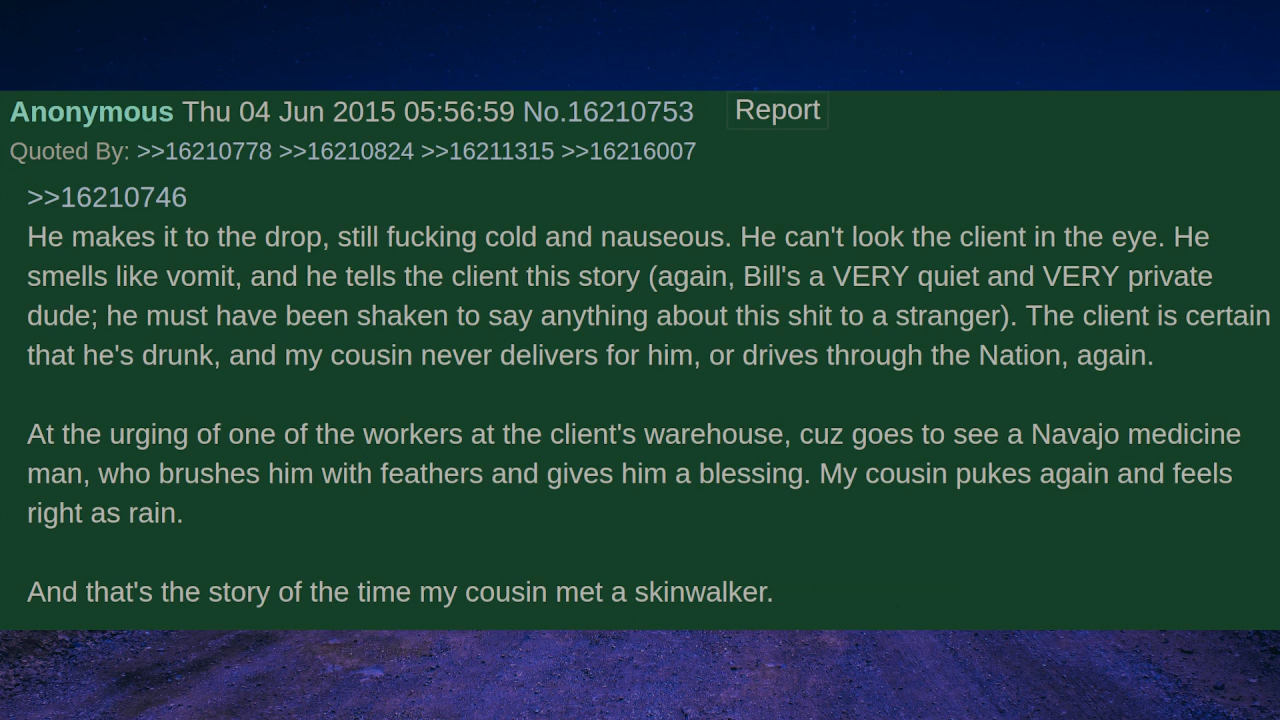 Anonymous Thu 04 Jun 2015 05:56:59 No.16210753 Report
Quoted By: >>16210778 >>16210824 >>16211315 >>16216007
>>16210746
He makes it to the drop, still fucking cold and nauseous. He can't look the client in the eye. He
smells like vomit, and he tells the client this story (again, Bill's a VERY quiet and VERY private
dude; he must have been shaken to say anything about this shit to a stranger). The client is certain
that he's drunk, and my cousin never delivers for him, or drives through the Nation, again.
At the urging of one of the workers at the client's warehouse, cuz goes to see a Navajo medicine
man, who brushes him with feathers and gives him a blessing. My cousin pukes again and feels
right as rain.
And that's the story of the time my cousin met a skinwalker.